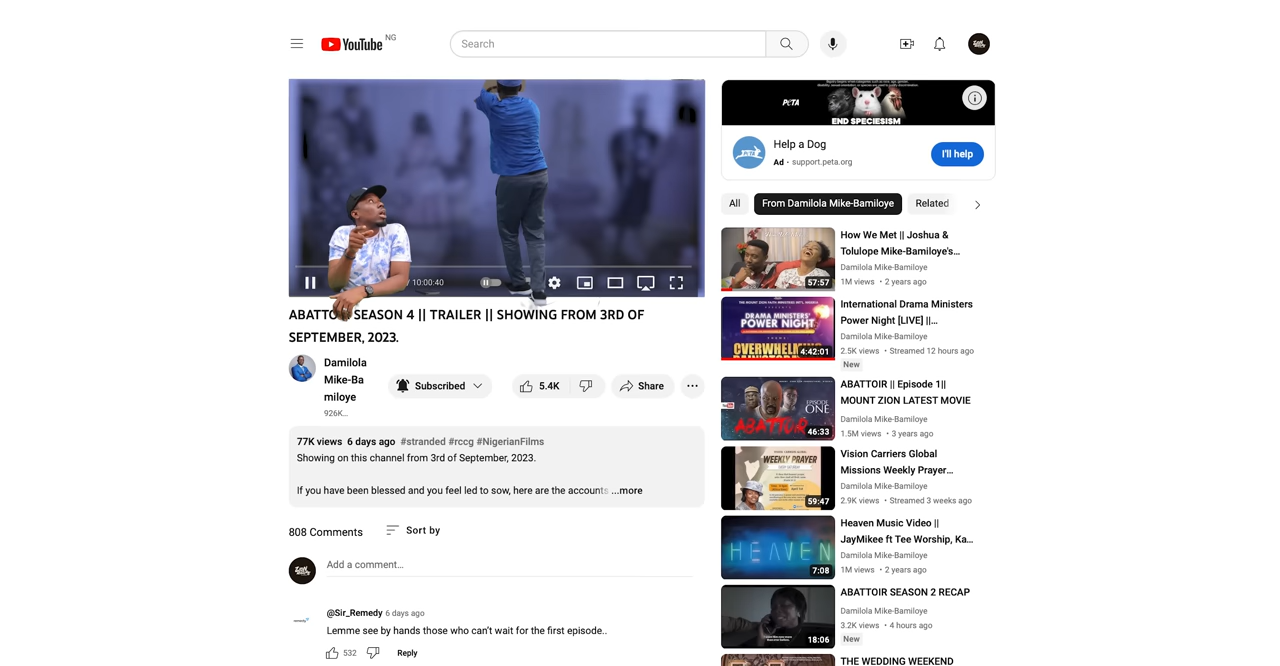 YouTube NG
Search
/ 10:00:40
ABATTOIR SEASON 4 || TRAILER || SHOWING FROM 3RD OF
SEPTEMBER, 2023.
Damilola
Mike-Ba
miloye
926K...
Subscribed
5.4K
Share
77K views 6 days ago #stranded #rccg #NigerianFilms
Showing on this channel from 3rd of September, 2023.
If you have been blessed and you feel led to sow, here are the accounts ...more
808 Comments
Sort by
Add a comment...
@Sir_Remedy 6 days ago
Lemme see by hands those who can't wait for the first episode..
532
Reply
PETA
END SPECIESISM
Help a Dog
Ad · support.peta.org
I'll help
All
From Damilola Mike-Bamiloye
Related
57:57
How We Met || Joshua &
Tolulope Mike-Bamiloye's...
Damilola Mike-Bamiloye
1M views • 2 years ago
DRAMA MINISTERS'
POWER NIGHT
OVERWHELMING
4:42:01
International Drama Ministers
Power Night [LIVE] ||...
Damilola Mike-Bamiloye
2.5K views • Streamed 12 hours ago
New
EPISODE
ONE
ABATTOIR
46:33
ABATTOIR || Episode 1||
MOUNT ZION LATEST MOVIE
Damilola Mike-Bamiloye
1.5M views • 3 years ago
WEEKLY PRAYER
59:47
Vision Carriers Global
Missions Weekly Prayer...
Damilola Mike-Bamiloye
2.9K views • Streamed 3 weeks ago
HEAVEN
7:08
Heaven Music Video ||
JayMikee ft Tee Worship, Ka...
Damilola Mike-Bamiloye
1M views • 2 years ago
18:06
ABATTOIR SEASON 2 RECAP
Damilola Mike-Bamiloye
3.2K views • 4 hours ago
New
THE WEDDING WEEKEND